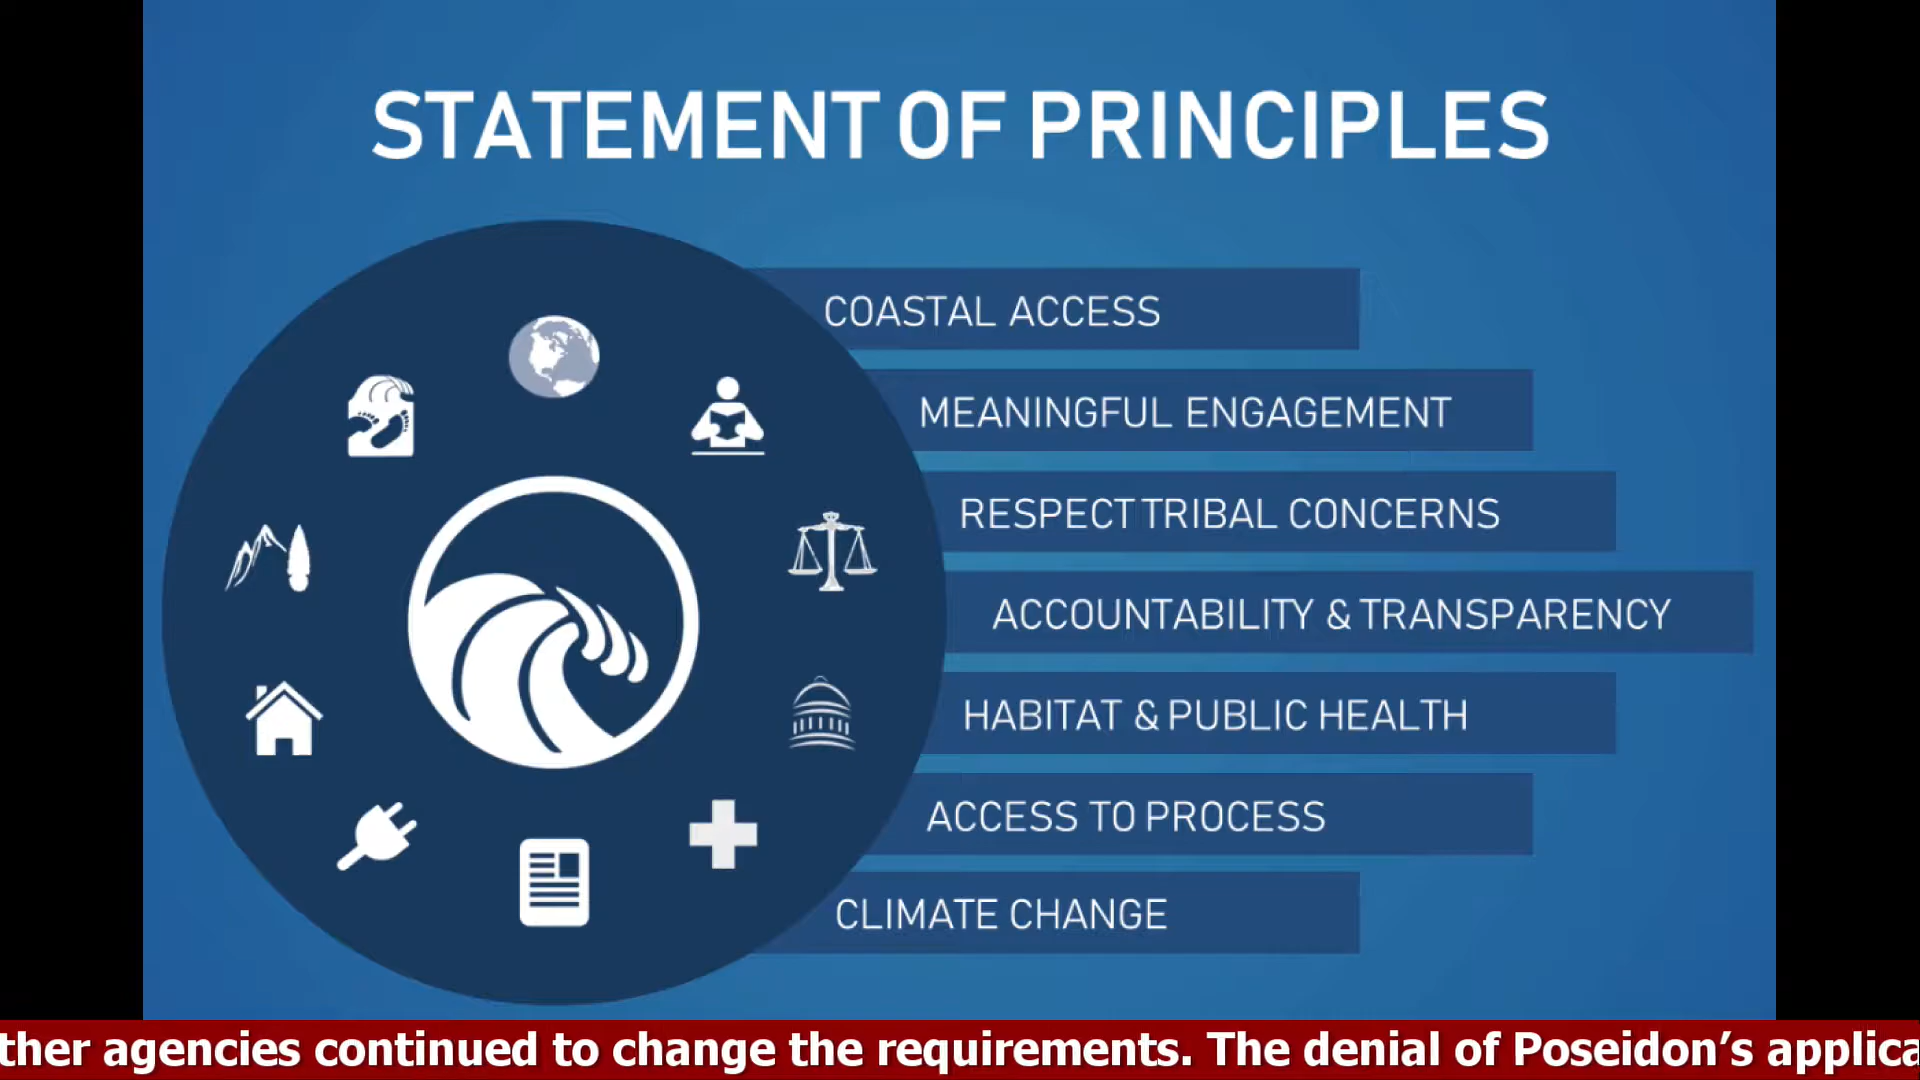 STATEMENT OF PRINCIPLES
COASTAL ACCESS
MEANINGFUL ENGAGEMENT
RESPECT TRIBAL CONCERNS
ACCOUNTABILITY & TRANSPARENCY
HABITAT & PUBLIC HEALTH
ACCESS TO PROCESS
CLIMATE CHANGE
ther agencies continued to change the requirements. The denial of Poseidon’s applica